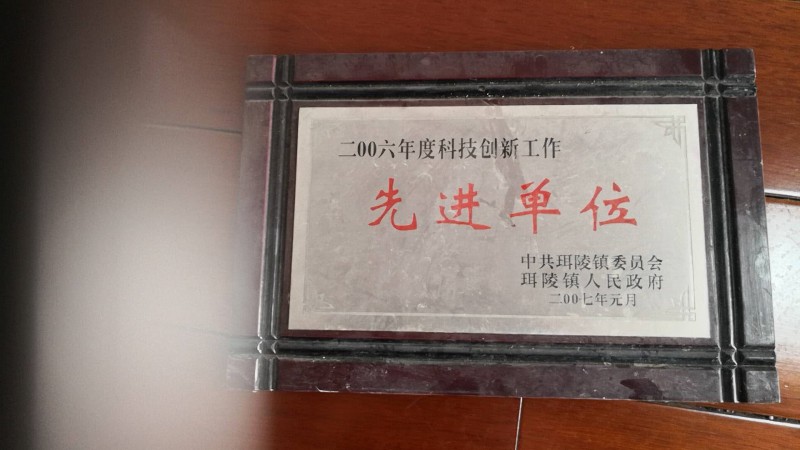 二00六年度科技创新工作
先进单位
中共珥陵镇委员会
珥陵镇人民政府
二00七年元月